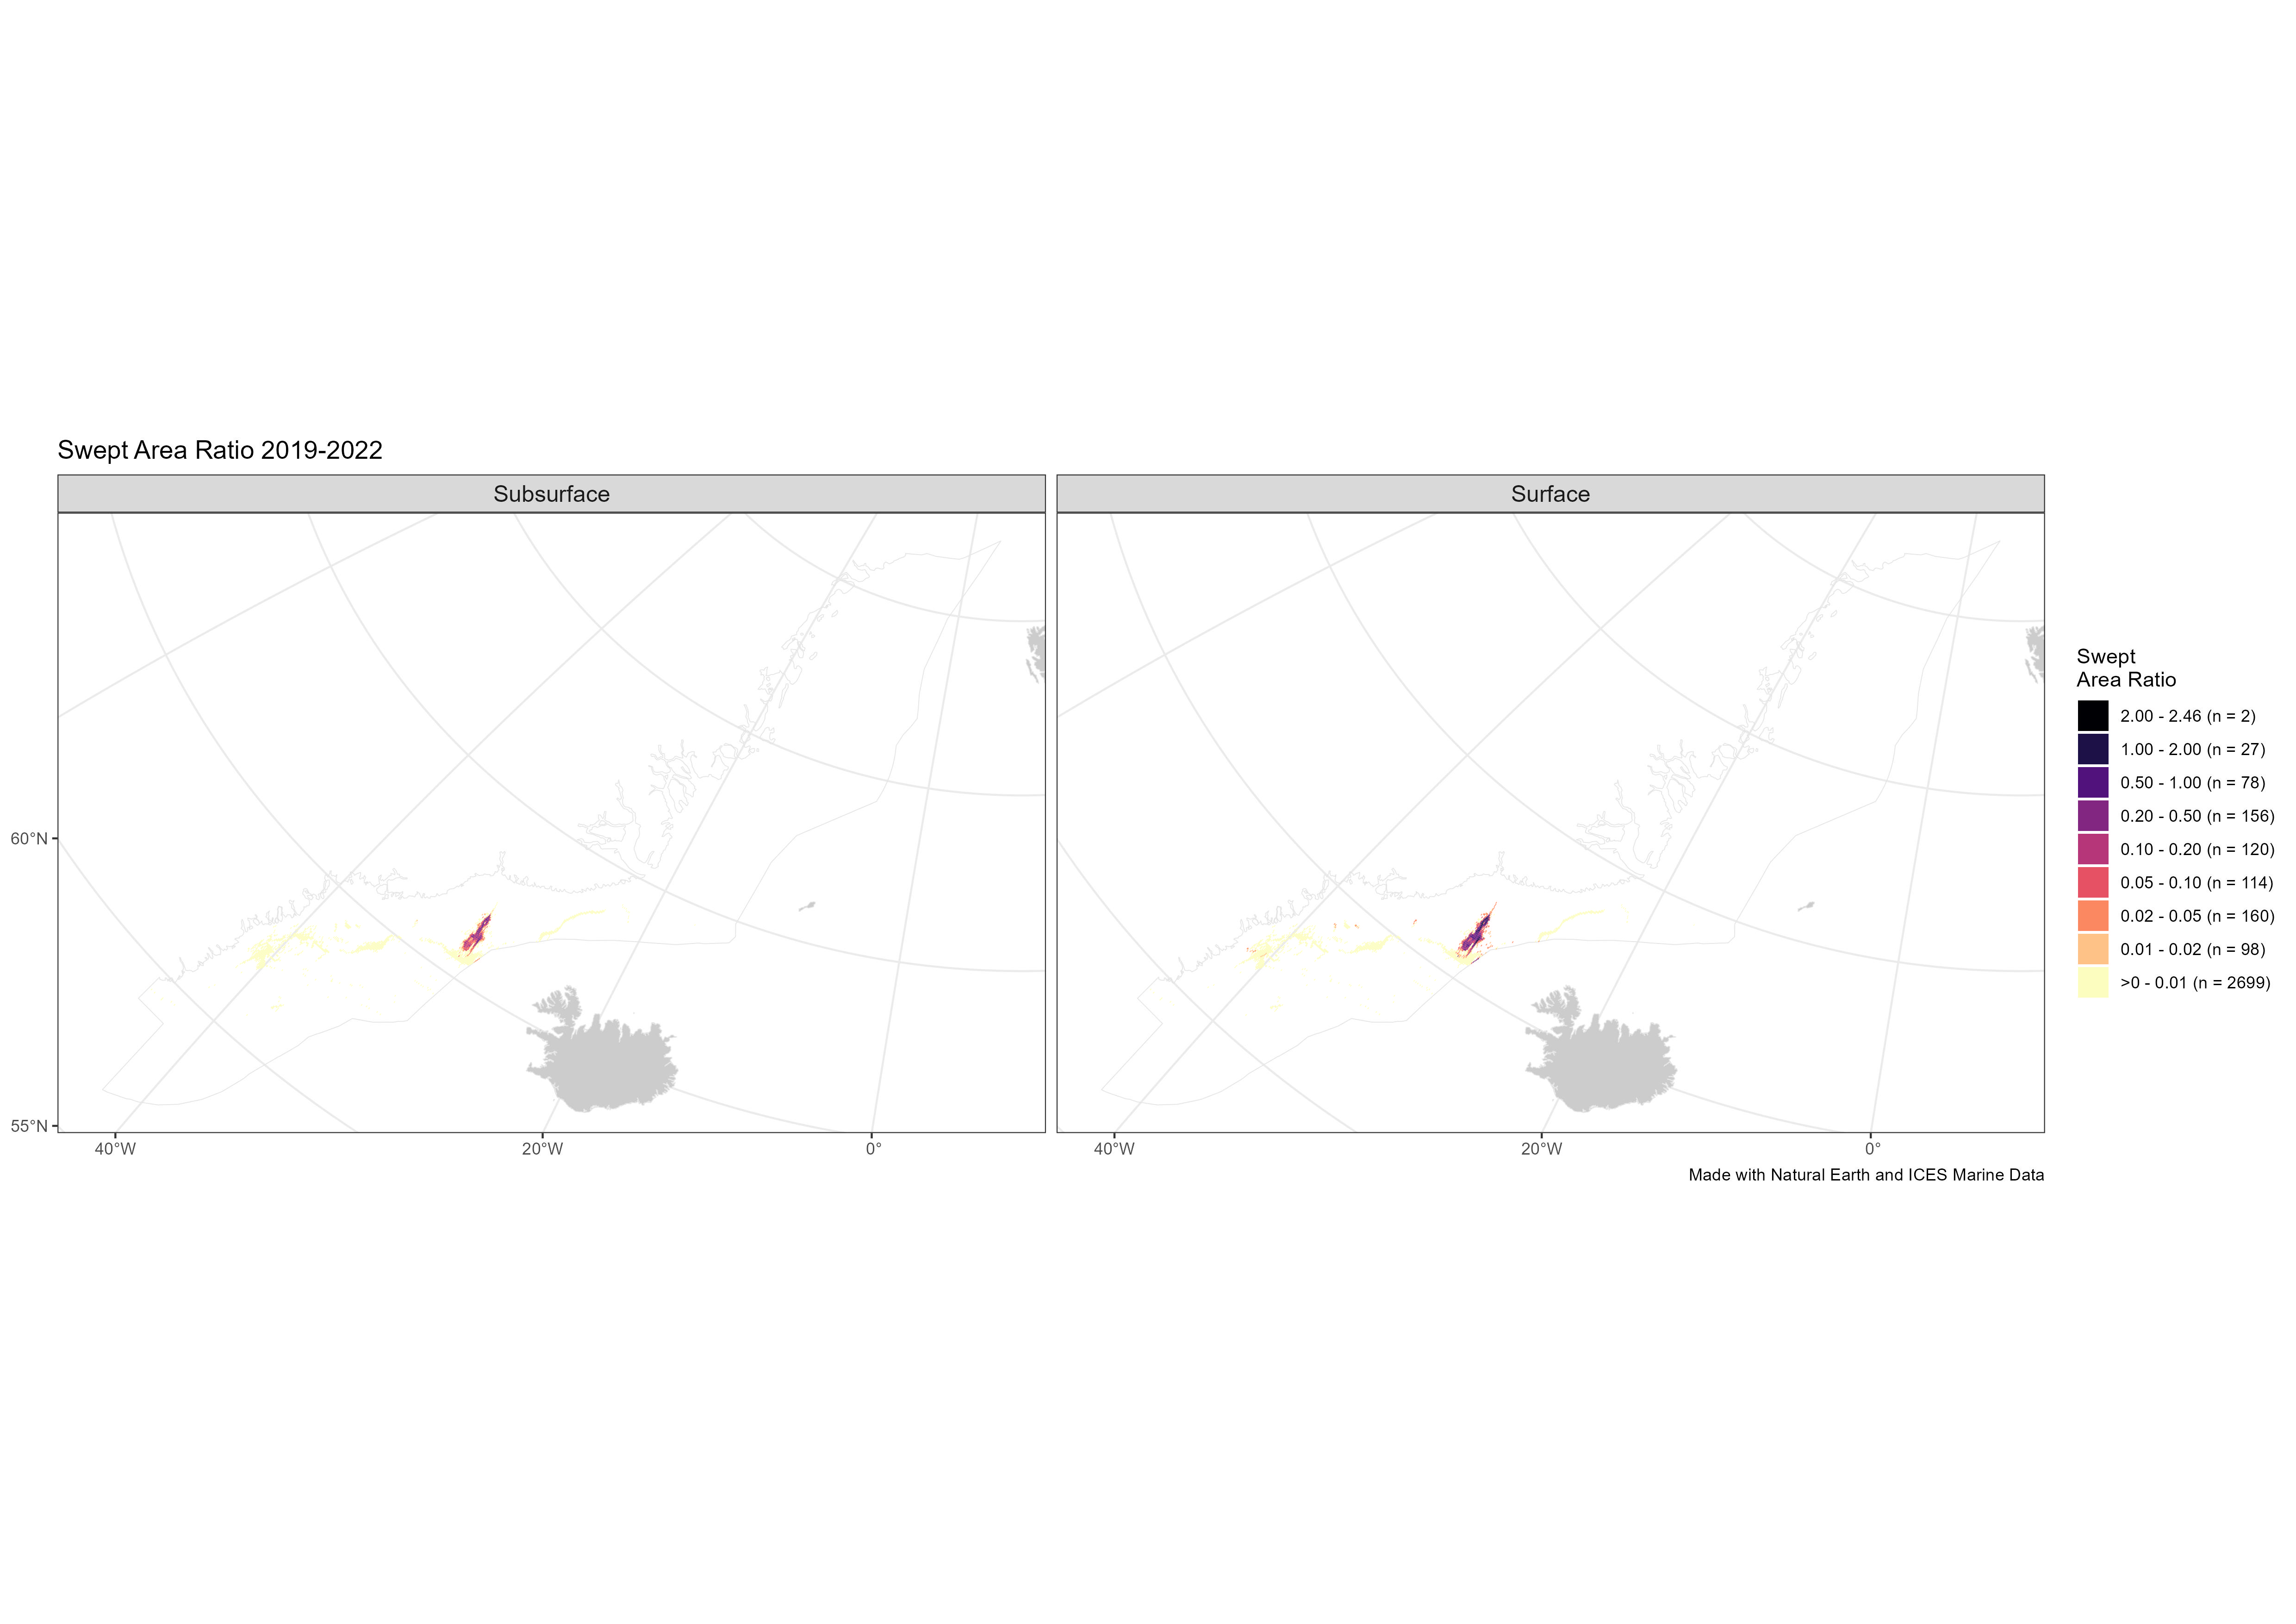 Swept Area Ratio 2019-2022
Subsurface
Surface
60°N
55°N
40°W
20°W
0°
40°W
20°W
0°
Swept
Area Ratio
2.00 - 2.46 (n = 2)
1.00 - 2.00 (n = 27)
0.50 - 1.00 (n = 78)
0.20 - 0.50 (n = 156)
0.10 - 0.20 (n = 120)
0.05 - 0.10 (n = 114)
0.02 - 0.05 (n = 160)
0.01 - 0.02 (n = 98)
>0 - 0.01 (n = 2699)
Made with Natural Earth and ICES Marine Data